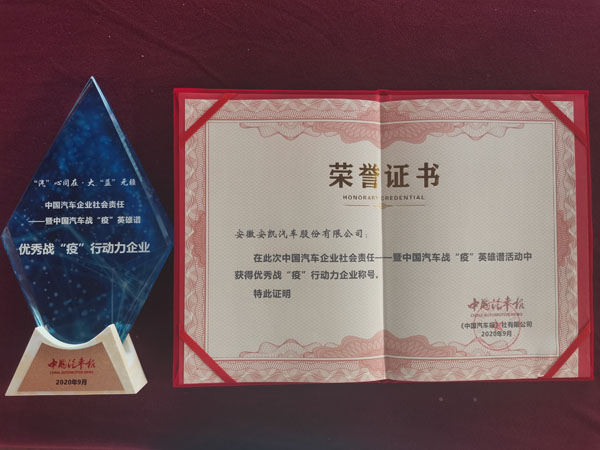 “汽”心同在·大“益”无疆
中国汽车企业社会责任
——暨中国汽车战“疫”英雄谱
优秀战“疫”行动力企业
中国汽车报
CHINA AUTOMOTIVE NEWS
2020年9月
荣誉证书
HONORARY CREDENTIAL
安徽安凯汽车股份有限公司：
在此次中国汽车企业社会责任——暨中国汽车战“疫”英雄谱活动中
获得优秀战“疫”行动力企业称号。
特此证明
中国汽车报
CHINA AUTOMOTIVE NEWS
《中国汽车报》社有限公司
2020年9月